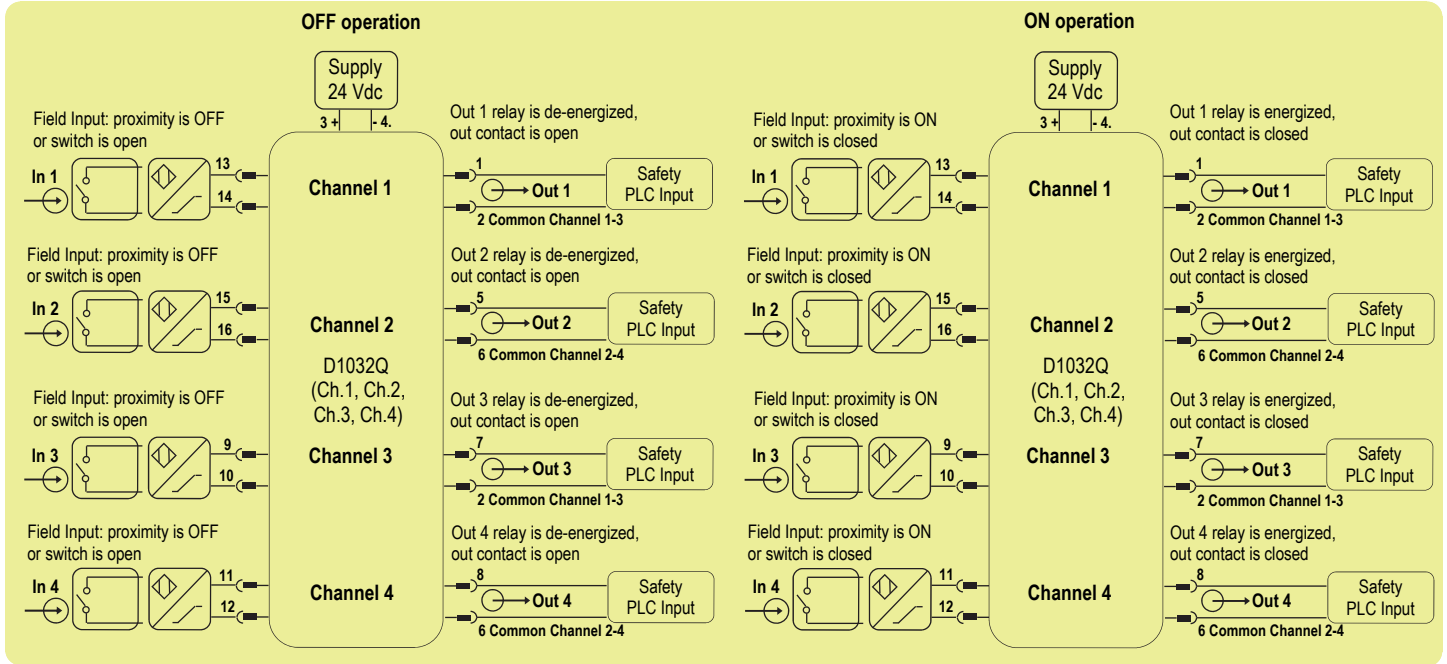 OFF operation
Supply
24 Vdc
3 +
- 4.
Field Input: proximity is OFF
or switch is open
In 1
13
14
Channel 1
Out 1 relay is de-energized,
out contact is open
1
Out 1
2 Common Channel 1-3
Safety
PLC Input
Field Input: proximity is OFF
or switch is open
In 2
15
16
Channel 2
Out 2 relay is de-energized,
out contact is open
5
Out 2
6 Common Channel 2-4
Safety
PLC Input
D1032Q
(Ch.1, Ch.2,
Ch.3, Ch.4)
Field Input: proximity is OFF
or switch is open
In 3
9
10
Channel 3
Out 3 relay is de-energized,
out contact is open
7
Out 3
2 Common Channel 1-3
Safety
PLC Input
Field Input: proximity is OFF
or switch is open
In 4
11
12
Channel 4
Out 4 relay is de-energized,
out contact is open
8
Out 4
6 Common Channel 2-4
Safety
PLC Input
ON operation
Supply
24 Vdc
3 +
- 4.
Field Input: proximity is ON
or switch is closed
In 1
13
14
Channel 1
Out 1 relay is energized,
out contact is closed
1
Out 1
2 Common Channel 1-3
Safety
PLC Input
Field Input: proximity is ON
or switch is closed
In 2
15
16
Channel 2
Out 2 relay is energized,
out contact is closed
5
Out 2
6 Common Channel 2-4
Safety
PLC Input
D1032Q
(Ch.1, Ch.2,
Ch.3, Ch.4)
Field Input: proximity is ON
or switch is closed
In 3
9
10
Channel 3
Out 3 relay is energized,
out contact is closed
7
Out 3
2 Common Channel 1-3
Safety
PLC Input
Field Input: proximity is ON
or switch is closed
In 4
11
12
Channel 4
Out 4 relay is energized,
out contact is closed
8
Out 4
6 Common Channel 2-4
Safety
PLC Input